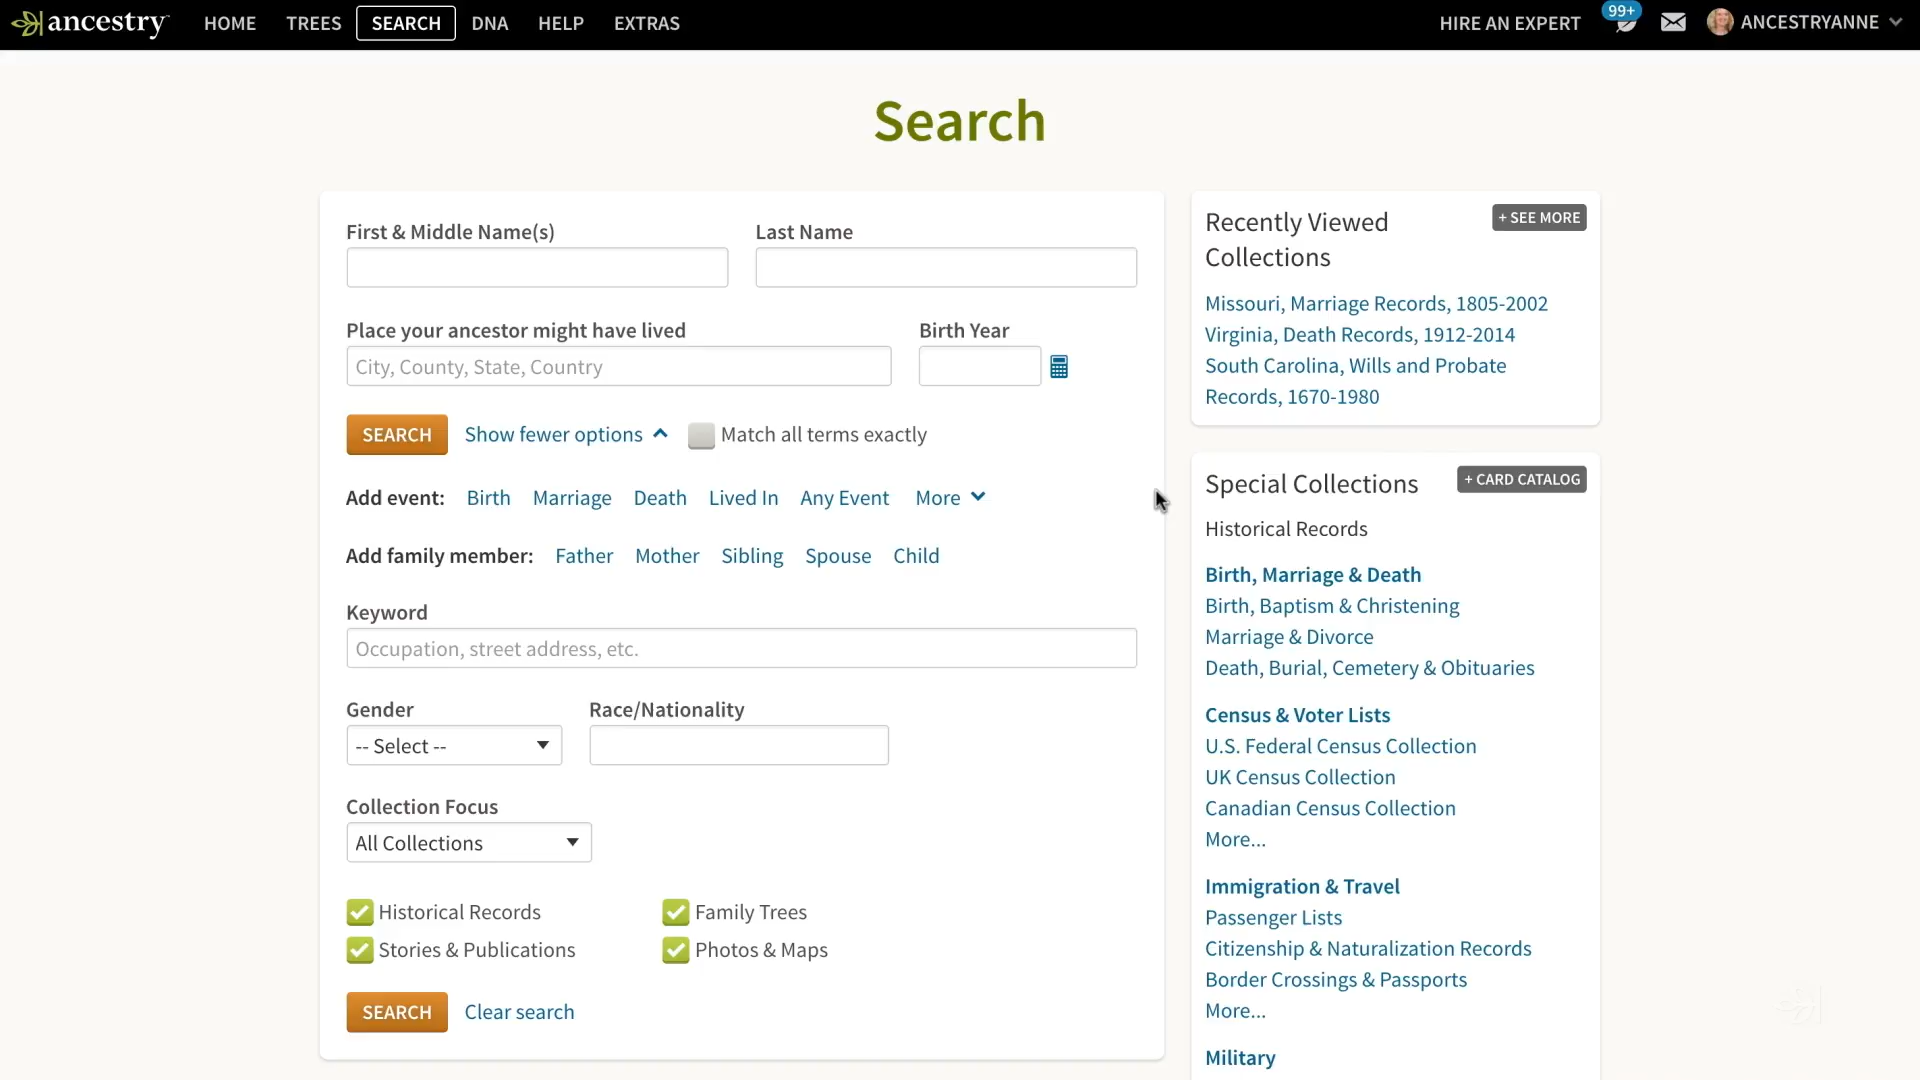 ancestry HOME TREES SEARCH DNA HELP EXTRAS HIRE AN EXPERT 99+ ANCESTRYANNE
Search
First & Middle Name(s) Last Name
Place your ancestor might have lived Birth Year
City, County, State, Country
SEARCH Show fewer options Match all terms exactly
Add event: Birth Marriage Death Lived In Any Event More
Add family member: Father Mother Sibling Spouse Child
Keyword
Occupation, street address, etc.
Gender Race/Nationality
-- Select --
Collection Focus
All Collections
Historical Records Family Trees
Stories & Publications Photos & Maps
SEARCH Clear search
Recently Viewed + SEE MORE
Collections
Missouri, Marriage Records, 1805-2002
Virginia, Death Records, 1912-2014
South Carolina, Wills and Probate
Records, 1670-1980
Special Collections + CARD CATALOG
Historical Records
Birth, Marriage & Death
Birth, Baptism & Christening
Marriage & Divorce
Death, Burial, Cemetery & Obituaries
Census & Voter Lists
U.S. Federal Census Collection
UK Census Collection
Canadian Census Collection
More...
Immigration & Travel
Passenger Lists
Citizenship & Naturalization Records
Border Crossings & Passports
More...
Military